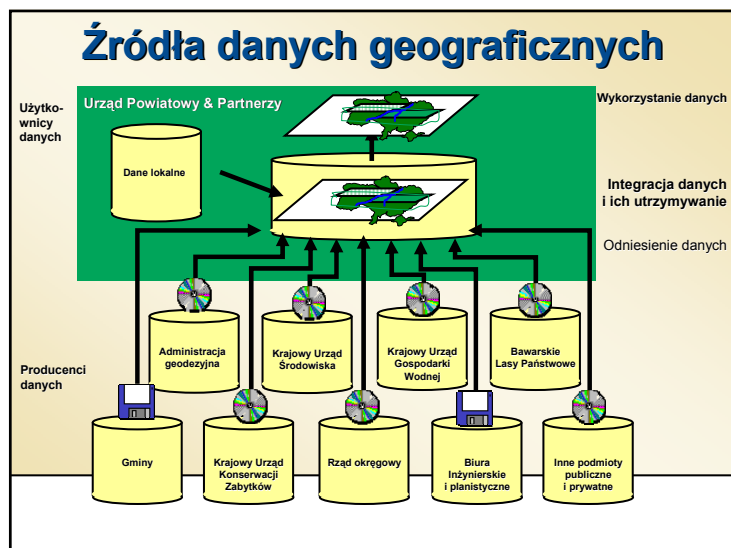 Źródła danych geograficznych
Użytko-
wnicy
danych
Urząd Powiatowy & Partnerzy
Wykorzystanie danych
Dane lokalne
Integracja danych
i ich utrzymywanie
Odniesienie danych
Producenci
danych
Administracja
geodezyjna
Krajowy Urząd
Środowiska
Krajowy Urząd
Gospodarki
Wodnej
Bawarskie
Lasy Państwowe
Gminy
Krajowy Urząd
Konserwacji
Zabytków
Rząd okręgowy
Biura
Inżynierskie
i planistyczne
Inne podmioty
publiczne
i prywatne